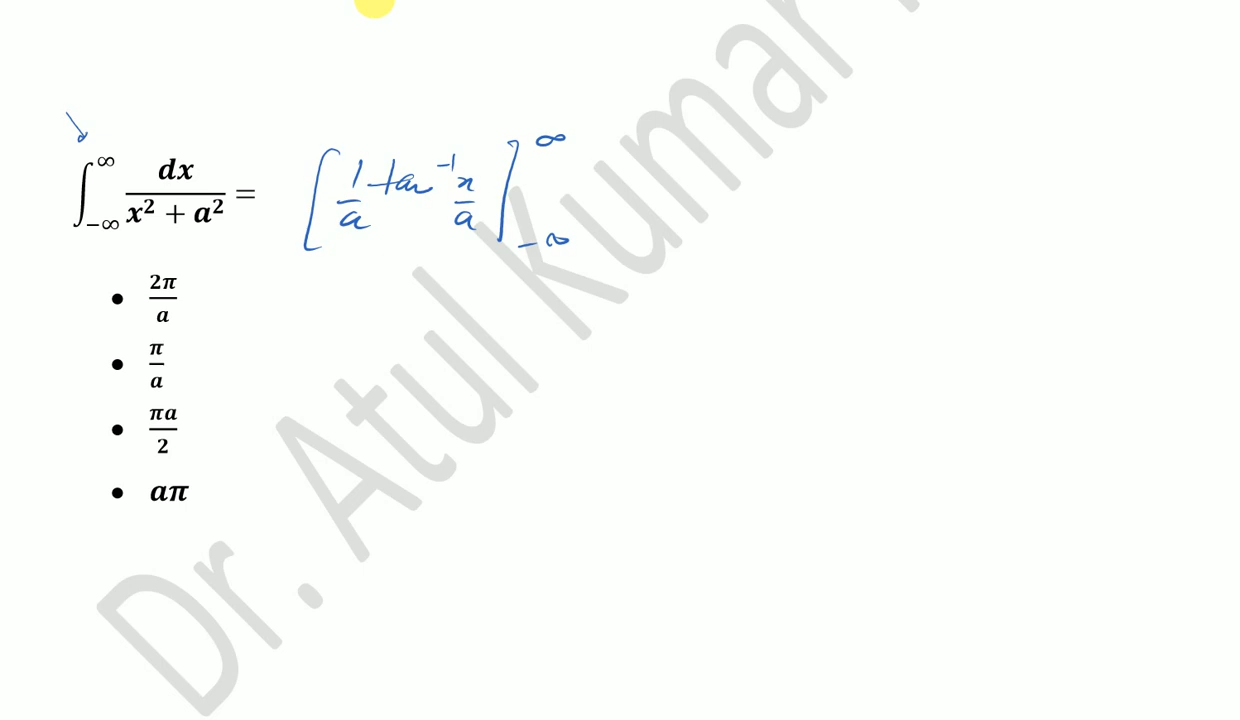 ∫_{-∞}^{∞} dx/(x² + a²) = [1/a tan⁻¹ x/a]_{-∞}^{∞}
• 2π/a
• π/a
• πa/2
• aπ
Dr. Atul Kumar